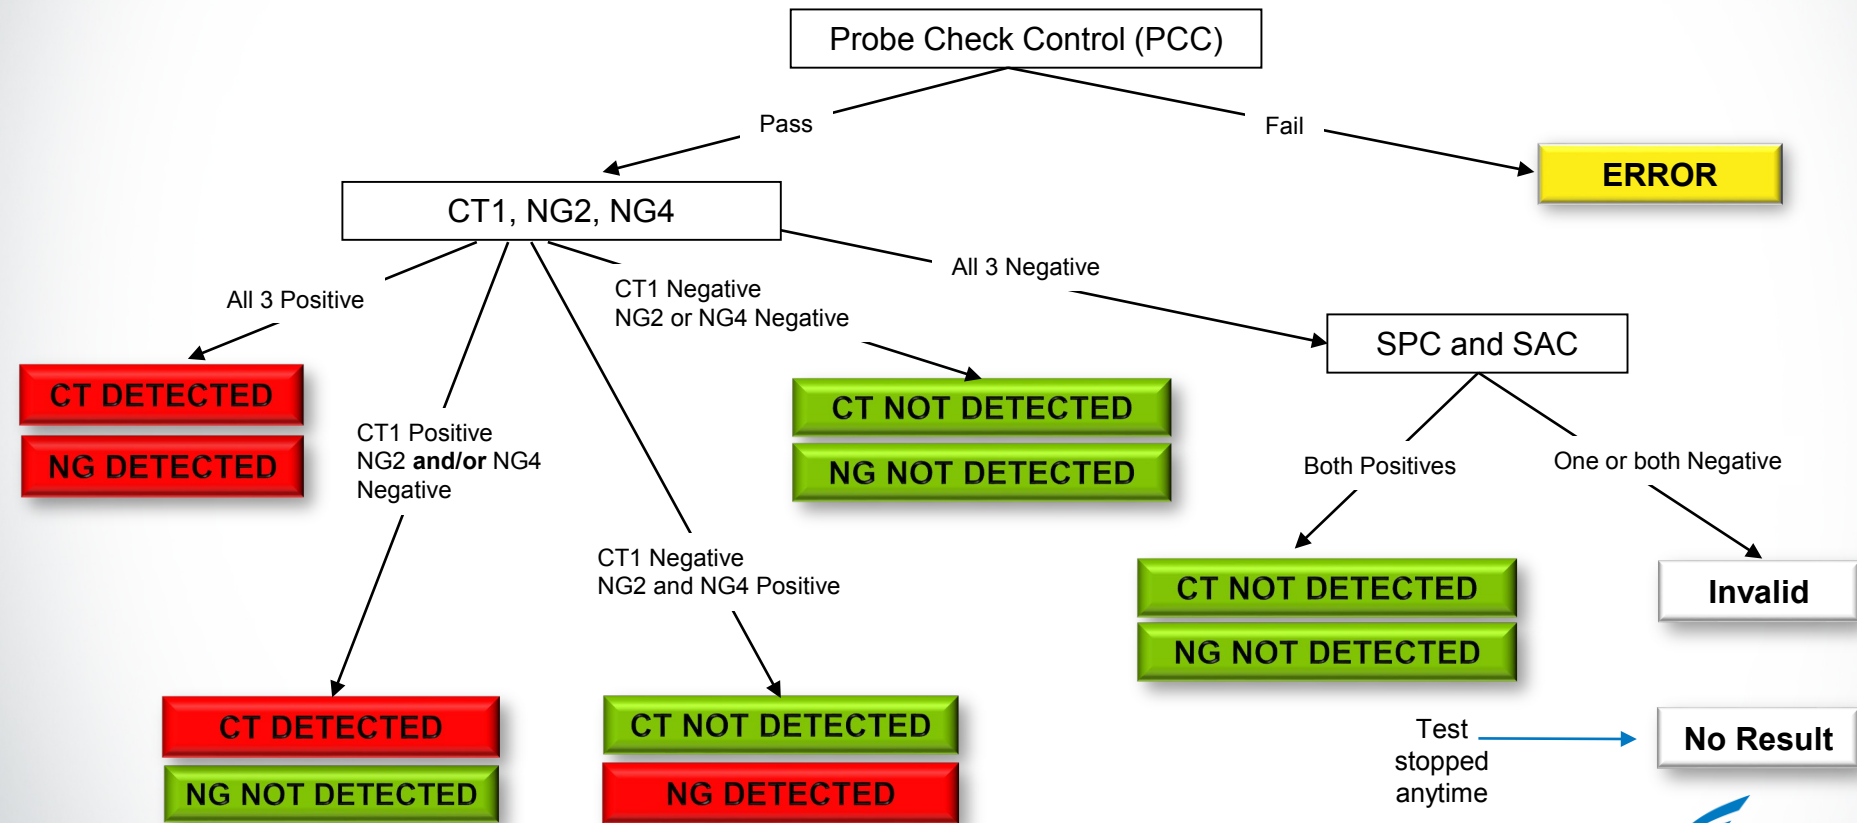 Probe Check Control (PCC)
Pass
Fail
ERROR
CT1, NG2, NG4
All 3 Positive
CT1 Negative
NG2 or NG4 Negative
All 3 Negative
SPC and SAC
CT DETECTED
NG DETECTED
CT1 Positive
NG2 and/or NG4
Negative
CT NOT DETECTED
NG NOT DETECTED
Both Positives
One or both Negative
CT1 Negative
NG2 and NG4 Positive
CT NOT DETECTED
NG NOT DETECTED
Invalid
CT DETECTED
NG NOT DETECTED
CT NOT DETECTED
NG DETECTED
Test
stopped
anytime
No Result